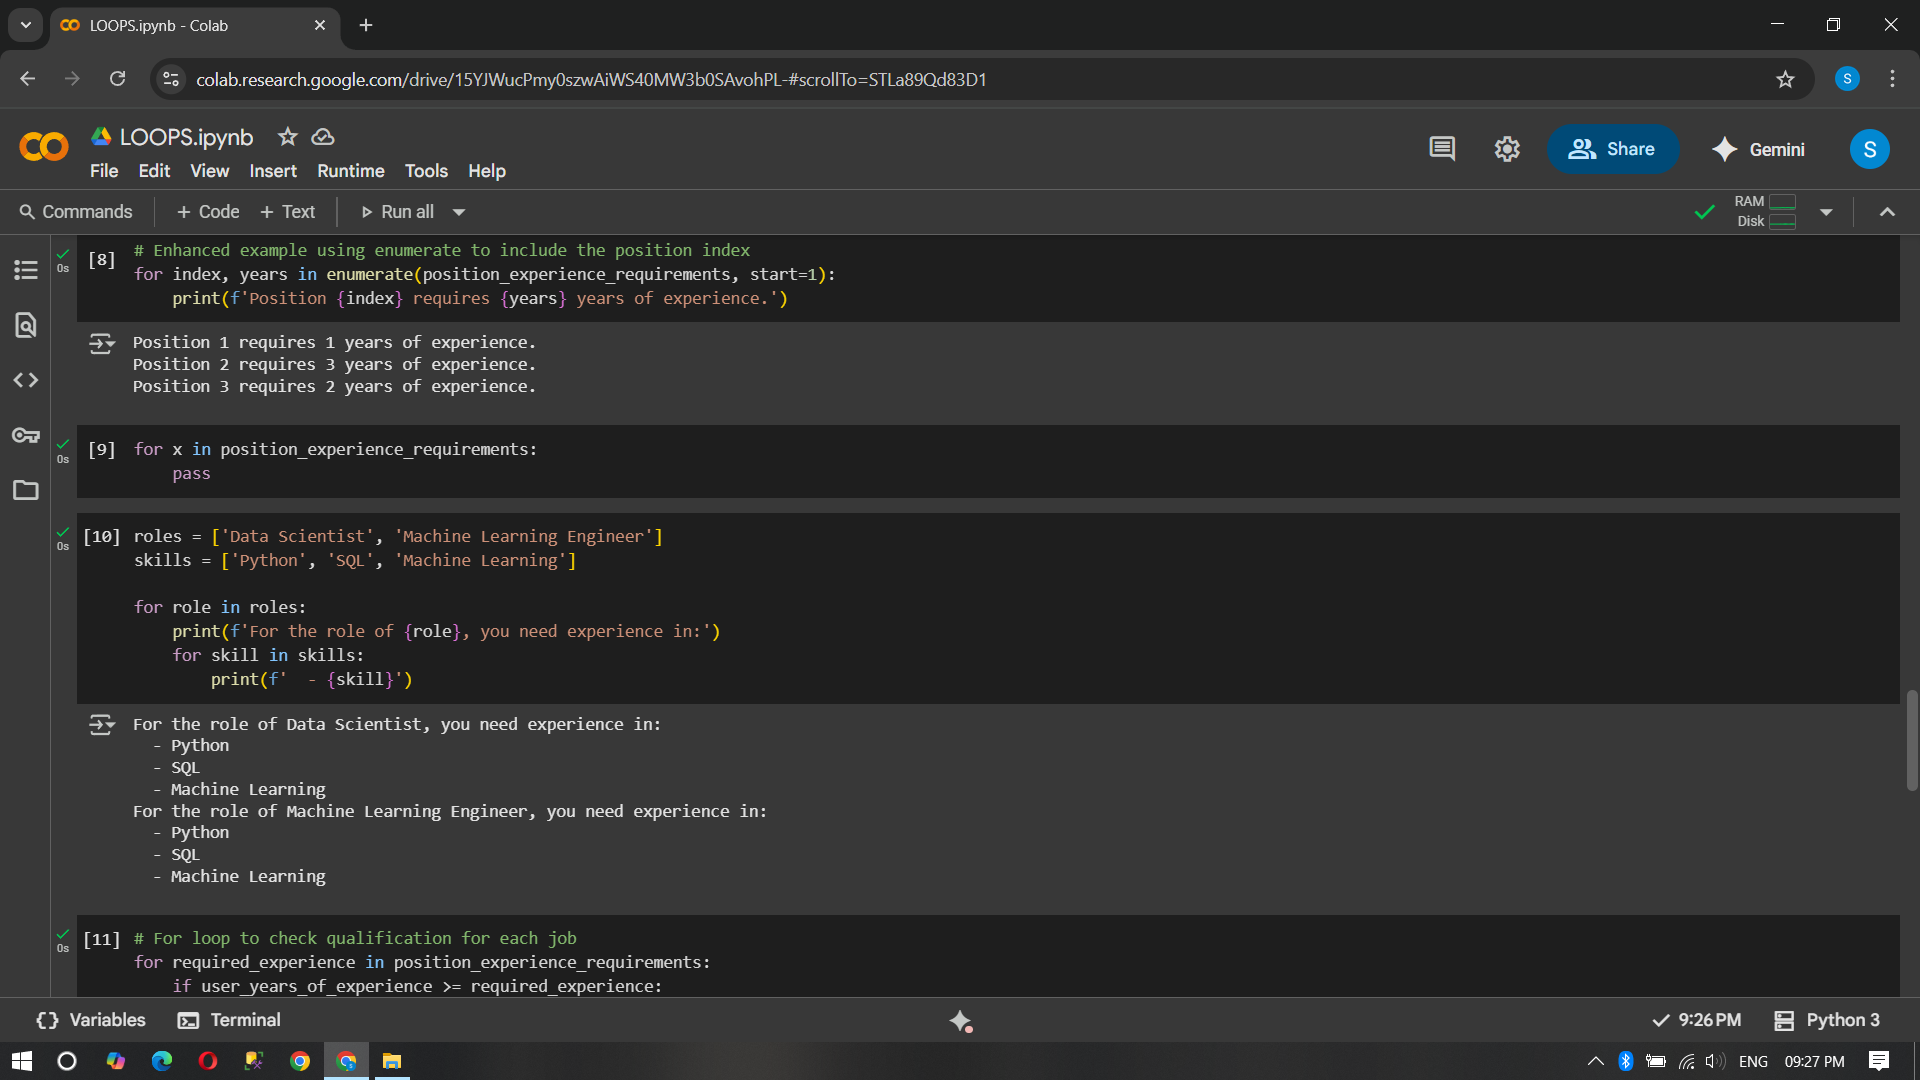 LOOPS.ipynb - Colab
colab.research.google.com/drive/15YJWucPmy0szwAiWS40MW3b0SAvohPL-#scrollTo=STLa89Qd83D1
S
LOOPS.ipynb
File Edit View Insert Runtime Tools Help
Share
Gemini
S
Commands
+ Code
+ Text
Run all
RAM
Disk
0s
[8]
# Enhanced example using enumerate to include the position index
for index, years in enumerate(position_experience_requirements, start=1):
    print(f'Position {index} requires {years} years of experience.')
Position 1 requires 1 years of experience.
Position 2 requires 3 years of experience.
Position 3 requires 2 years of experience.
0s
[9]
for x in position_experience_requirements:
    pass
0s
[10]
roles = ['Data Scientist', 'Machine Learning Engineer']
skills = ['Python', 'SQL', 'Machine Learning']
for role in roles:
    print(f'For the role of {role}, you need experience in:')
    for skill in skills:
        print(f'  - {skill}')
For the role of Data Scientist, you need experience in:
  - Python
  - SQL
  - Machine Learning
For the role of Machine Learning Engineer, you need experience in:
  - Python
  - SQL
  - Machine Learning
0s
[11]
# For loop to check qualification for each job
for required_experience in position_experience_requirements:
    if user_years_of_experience >= required_experience:
{} Variables
Terminal
9:26 PM
Python 3
ENG
09:27 PM